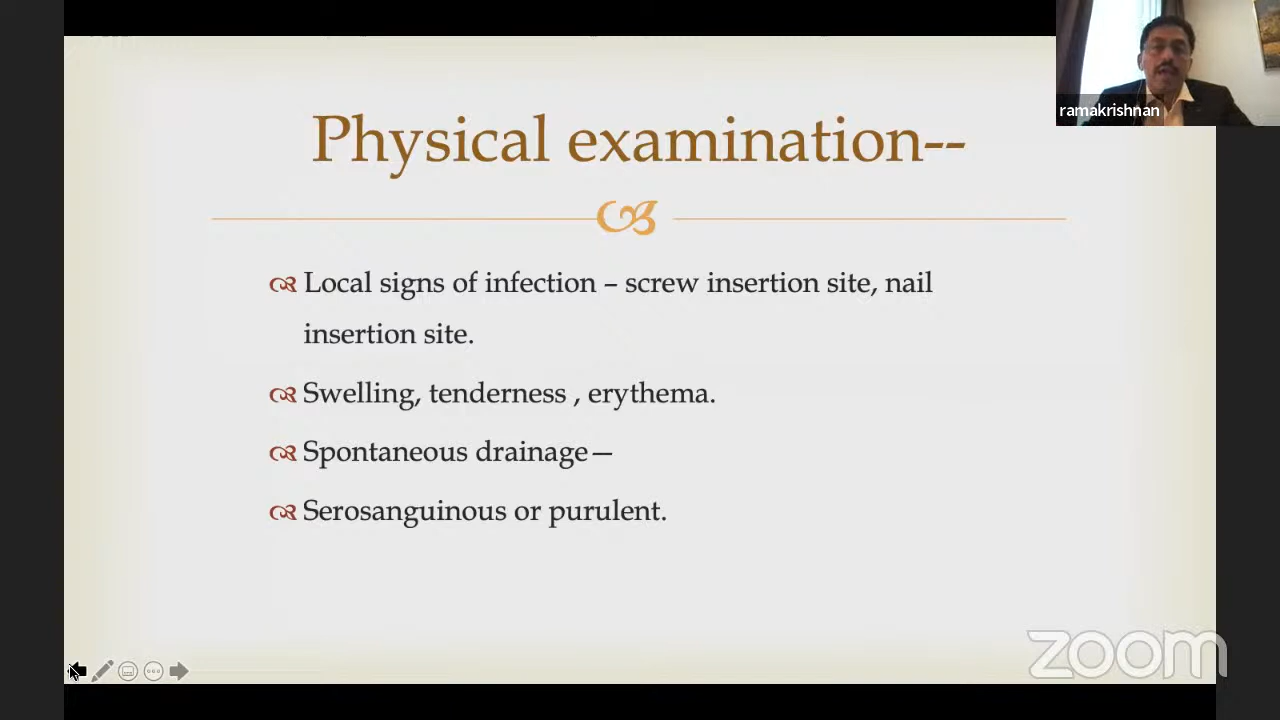 ramakrishnan
Physical examination--
Local signs of infection – screw insertion site, nail
insertion site.
Swelling, tenderness , erythema.
Spontaneous drainage—
Serosanguinous or purulent.
zoom